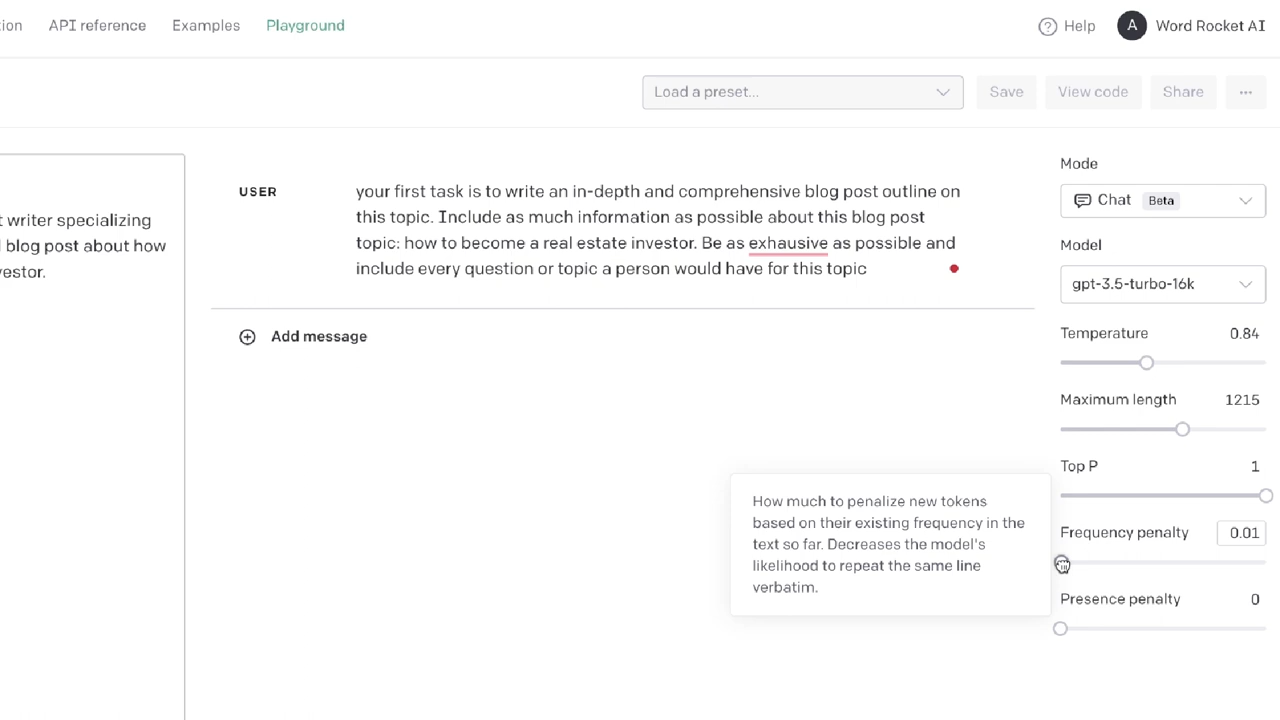 tion API reference Examples Playground
Help A Word Rocket AI
Load a preset...
Save View code Share ...
t writer specializing
l blog post about how
vestor.
USER
your first task is to write an in-depth and comprehensive blog post outline on
this topic. Include as much information as possible about this blog post
topic: how to become a real estate investor. Be as exhausive as possible and
include every question or topic a person would have for this topic
Add message
Mode
Chat Beta
Model
gpt-3.5-turbo-16k
Temperature 0.84
Maximum length 1215
Top P 1
Frequency penalty 0.01
Presence penalty 0
How much to penalize new tokens
based on their existing frequency in the
text so far. Decreases the model's
likelihood to repeat the same line
verbatim.